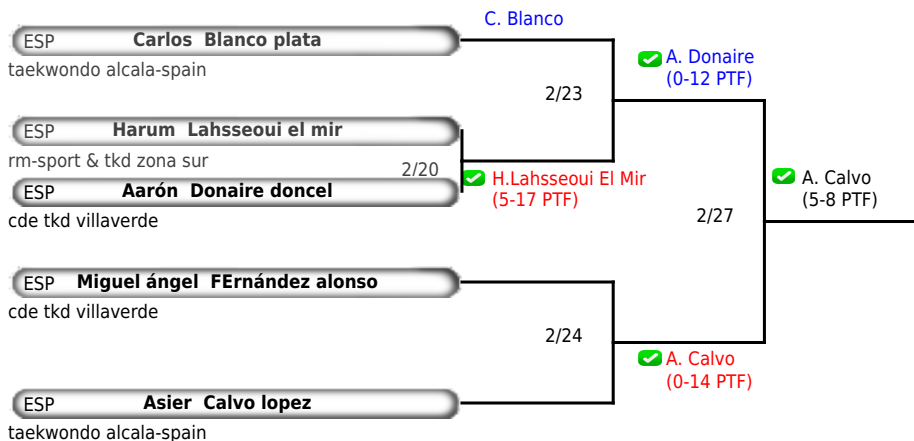 C. Blanco
ESP Carlos Blanco plata
taekwondo alcala-spain
A. Donaire
(0-12 PTF)
2/23
ESP Harum Lahsseoui el mir
rm-sport & tkd zona sur
2/20
H.Lahsseoui El Mir
(5-17 PTF)
ESP Aarón Donaire doncel
cde tkd villaverde
A. Calvo
(5-8 PTF)
2/27
ESP Miguel ángel FErnández alonso
cde tkd villaverde
2/24
A. Calvo
(0-14 PTF)
ESP Asier Calvo lopez
taekwondo alcala-spain